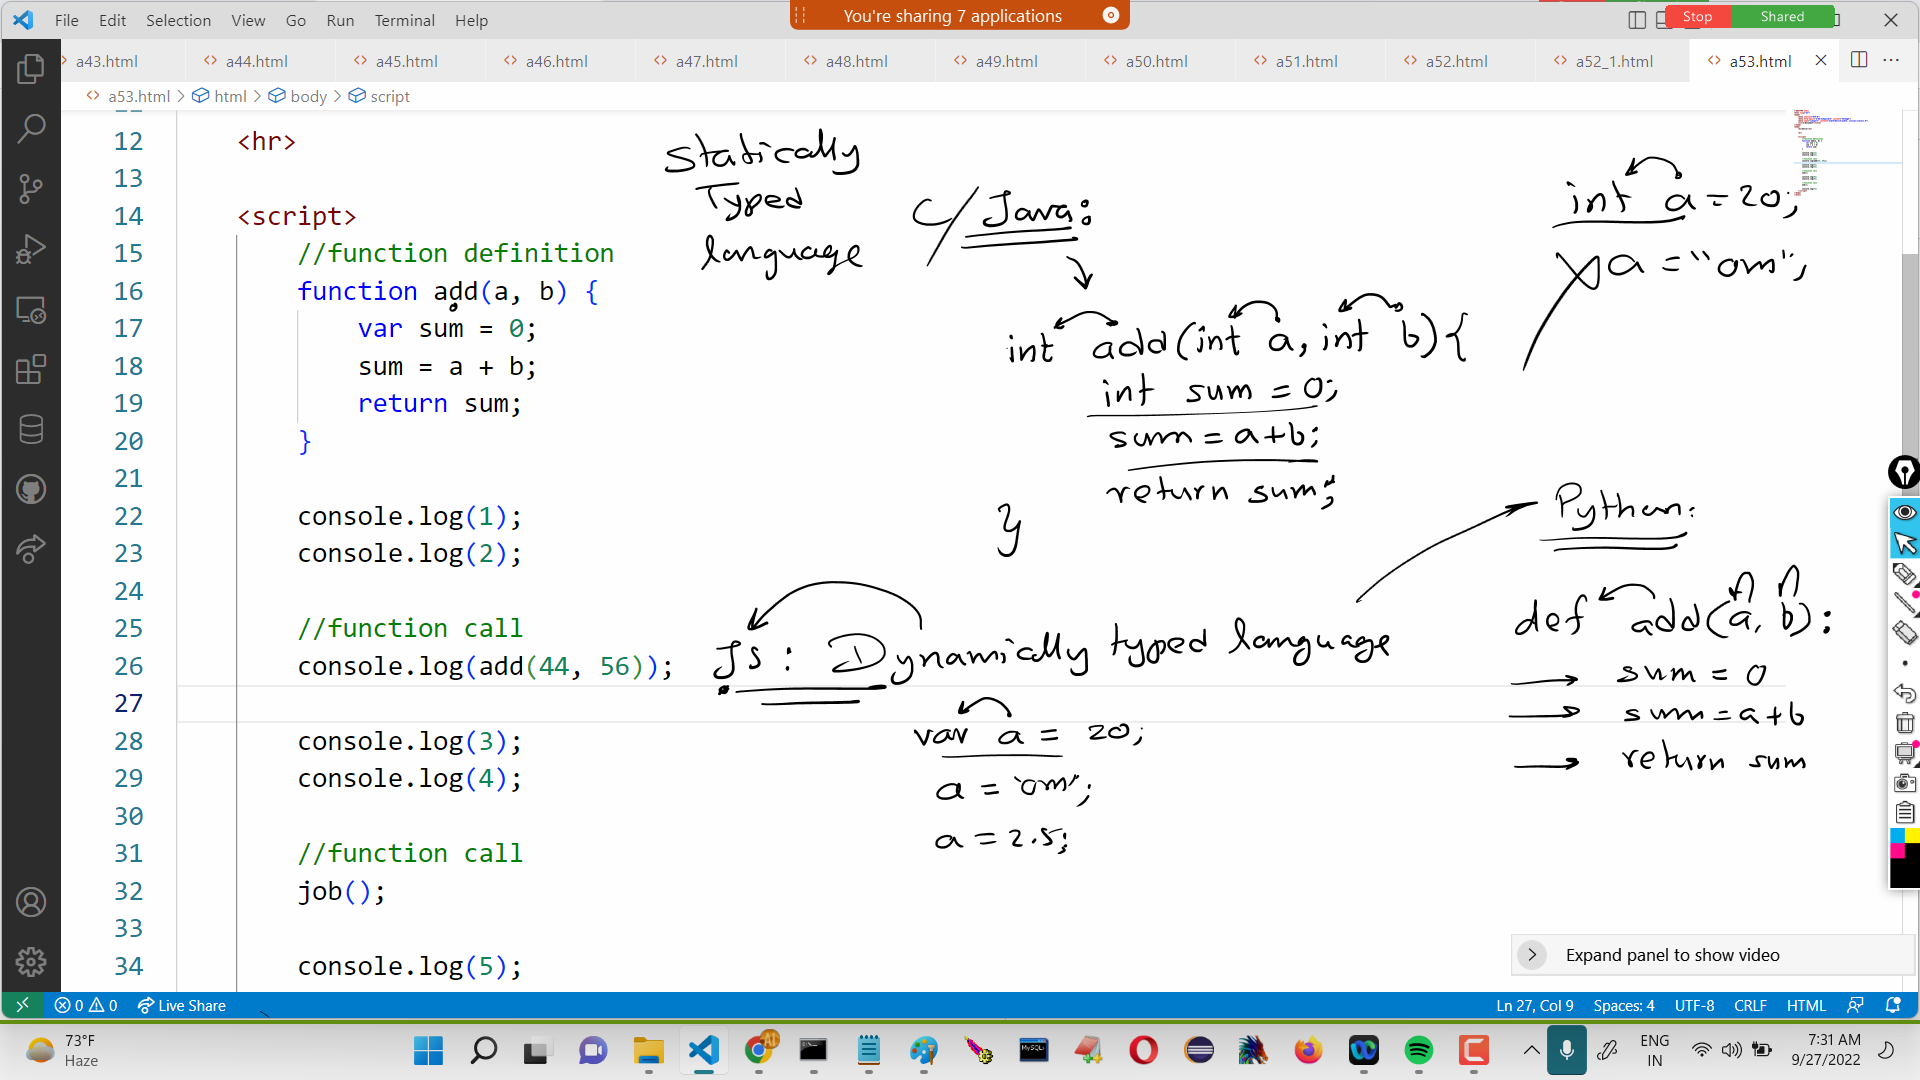 File Edit Selection View Go Run Terminal Help
You're sharing 7 applications
Stop Shared
a43.html a44.html a45.html a46.html a47.html a48.html a49.html a50.html a51.html a52.html a52_1.html a53.html
a53.html > html > body > script
12 <hr>
13
14 <script>
15 //function definition
16 function add(a, b) {
17 var sum = 0;
18 sum = a + b;
19 return sum;
20 }
21
22 console.log(1);
23 console.log(2);
24
25 //function call
26 console.log(add(44, 56));
27
28 console.log(3);
29 console.log(4);
30
31 //function call
32 job();
33
34 console.log(5);
Statically
Typed
language
C/Java:
int add(int a, int b){
int sum = 0;
sum = a+b;
return sum;
}
int a = 20;
a = "om";
JS: Dynamically typed language
var a = 20;
a = 'om';
a = 2.5;
Python:
def add(a, b):
sum = 0
sum = a+b
return sum
Expand panel to show video
0 0 Live Share
Ln 27, Col 9 Spaces: 4 UTF-8 CRLF HTML
73°F
Haze
ENG
IN
7:31 AM
9/27/2022